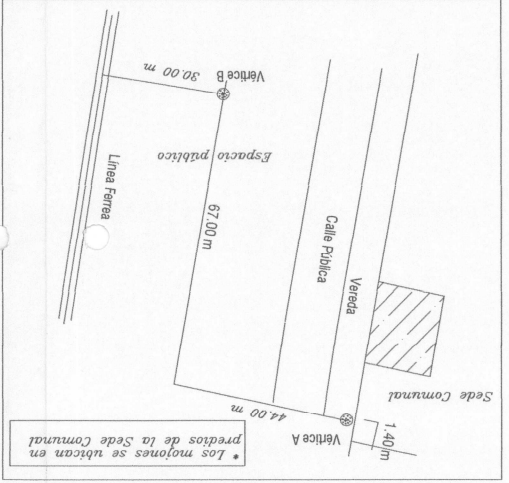 * Los mojones se ubican en
predios de la Sede Comunal
1.40 m
Vértice A
44.00 m
Sede Comunal
Vereda
Calle Pública
67.00 m
Espacio público
Línea Ferrea
Vértice B
30.00 m